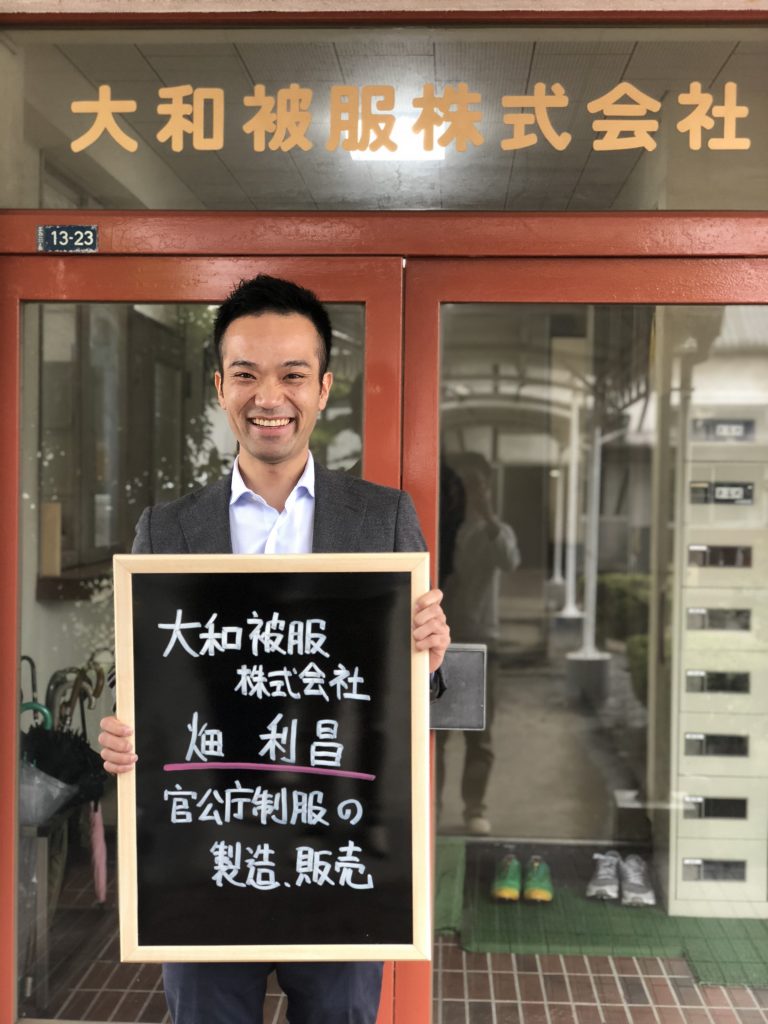 大和被服株式会社
13-23
大和被服
株式会社
畑 利昌
官公庁制服の
製造、販売